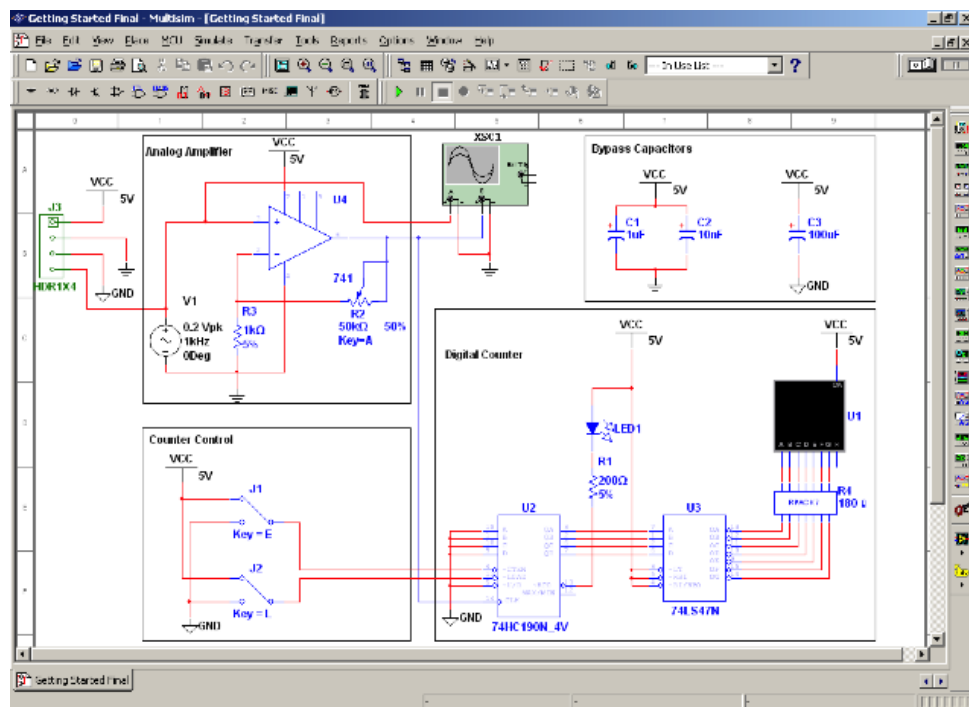 Getting Started Final - Multisim - [Getting Started Final]
File Edit View Place MCU Simulate Transfer Tools Reports Options Window Help
--- In Use List ---
Analog Amplifier
VCC
5V
U4
741
VCC
5V
J3
HDR1X4
GND
V1
0.2 Vpk
1kHz
0Deg
R3
1kΩ
5%
R2
50kΩ 50%
Key=A
XSC1
Bypass Capacitors
VCC
5V
C1
1uF
C2
10nF
VCC
5V
C3
100uF
GND
Counter Control
VCC
5V
J1
Key = E
J2
Key = L
GND
Digital Counter
VCC
5V
VCC
5V
LED1
R1
200Ω
5%
U1
R4
180
U2
74HC190N_4V
GND
U3
74LS47N
Getting Started Final